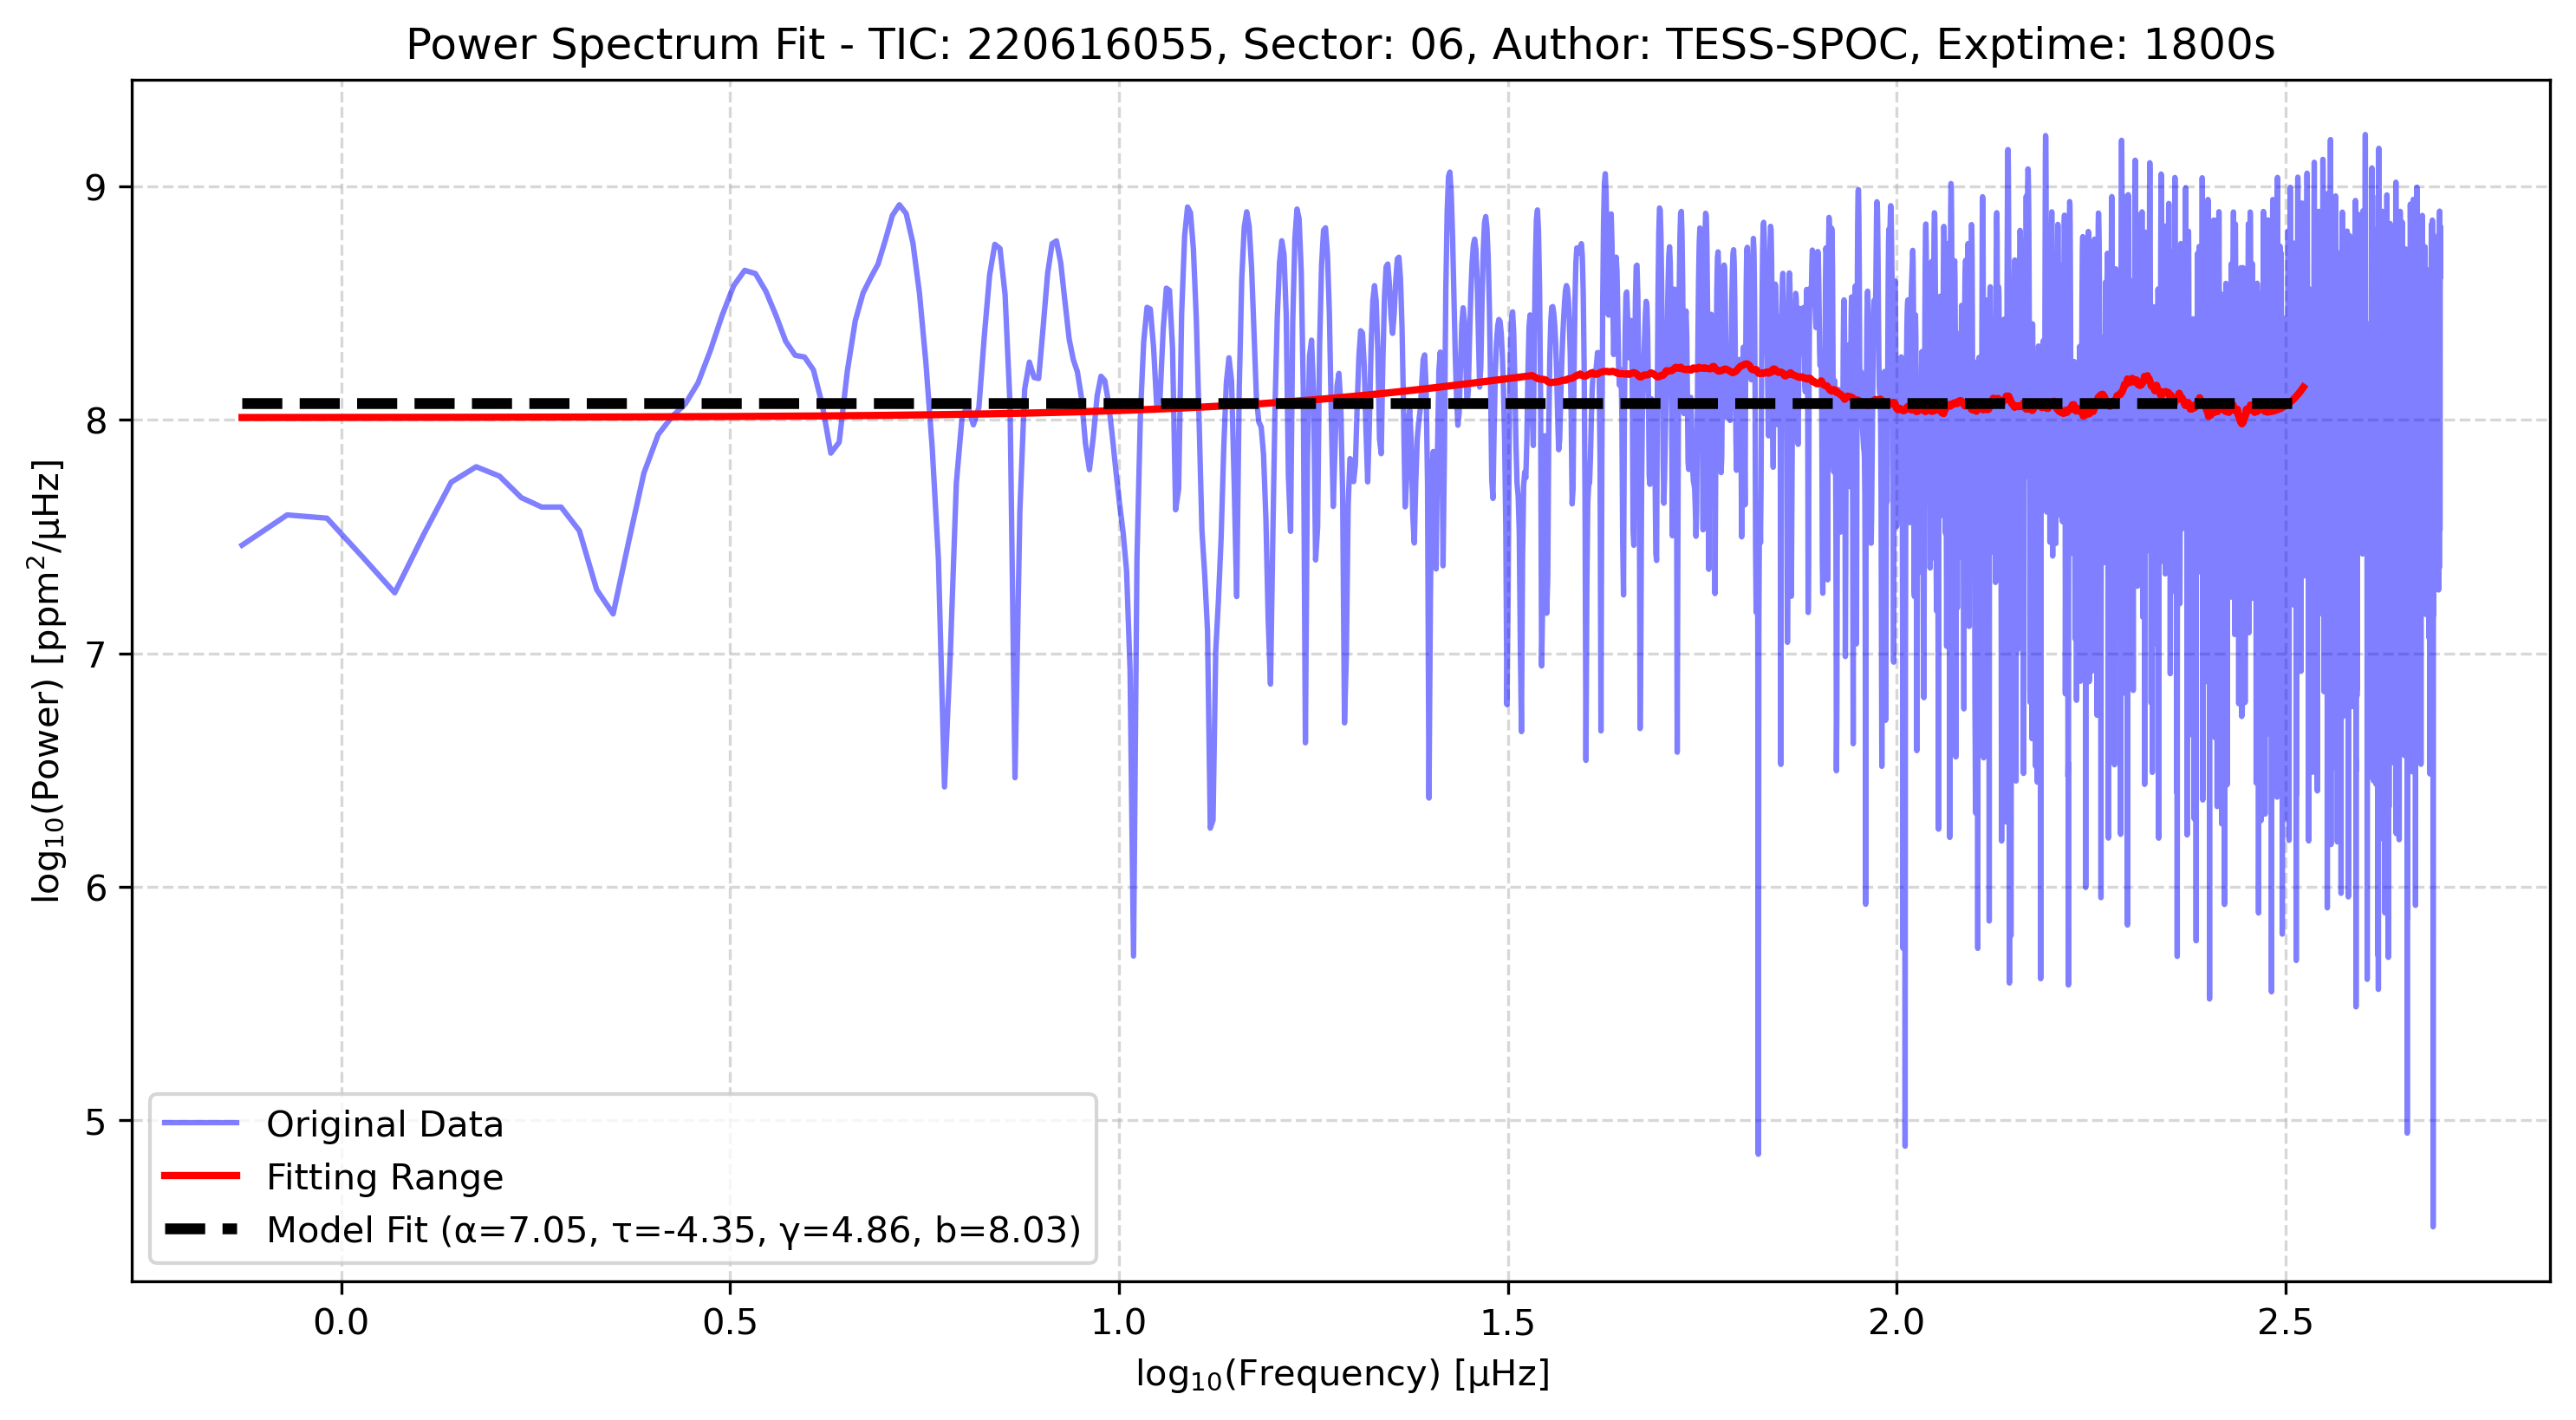 Power Spectrum Fit - TIC: 220616055, Sector: 06, Author: TESS-SPOC, Exptime: 1800s
log₁₀(Power) [ppm²/μHz]
9
8
7
6
5
Original Data
Fitting Range
Model Fit (α=7.05, τ=-4.35, γ=4.86, b=8.03)
0.0 0.5 1.0 1.5 2.0 2.5
log₁₀(Frequency) [μHz]